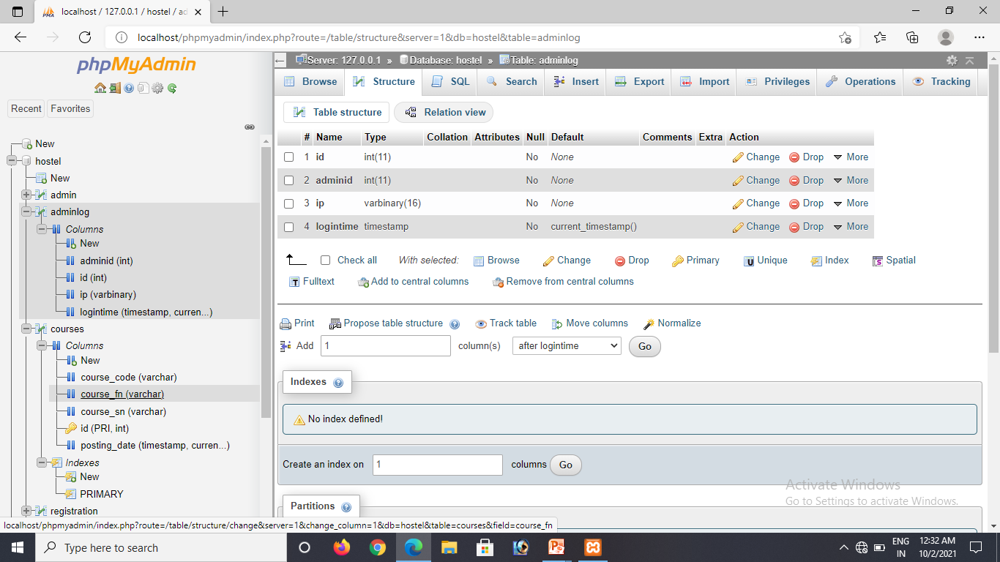 localhost / 127.0.0.1 / hostel / ad
localhost/phpmyadmin/index.php?route=/table/structure&server=1&db=hostel&table=adminlog
phpMyAdmin
Recent Favorites
New
hostel
New
admin
adminlog
Columns
New
adminid (int)
id (int)
ip (varbinary)
logintime (timestamp, curren...)
courses
Columns
New
course_code (varchar)
course_fn (varchar)
course_sn (varchar)
id (PRI, int)
posting_date (timestamp, curren...)
Indexes
New
PRIMARY
registration
Server: 127.0.0.1 » Database: hostel » Table: adminlog
Browse Structure SQL Search Insert Export Import Privileges Operations Tracking
Table structure Relation view
# Name Type Collation Attributes Null Default Comments Extra Action
1 id int(11) No None Change Drop More
2 adminid int(11) No None Change Drop More
3 ip varbinary(16) No None Change Drop More
4 logintime timestamp No current_timestamp() Change Drop More
Check all With selected: Browse Change Drop Primary Unique Index Spatial
Fulltext Add to central columns Remove from central columns
Print Propose table structure Track table Move columns Normalize
Add 1 column(s) after logintime Go
Indexes
No index defined!
Create an index on 1 columns Go
Partitions
Activate Windows
Go to Settings to activate Windows.
localhost/phpmyadmin/index.php?route=/table/structure/change&server=1&change_column=1&db=hostel&table=courses&field=course_fn
Type here to search
ENG
IN
12:32 AM
10/2/2021